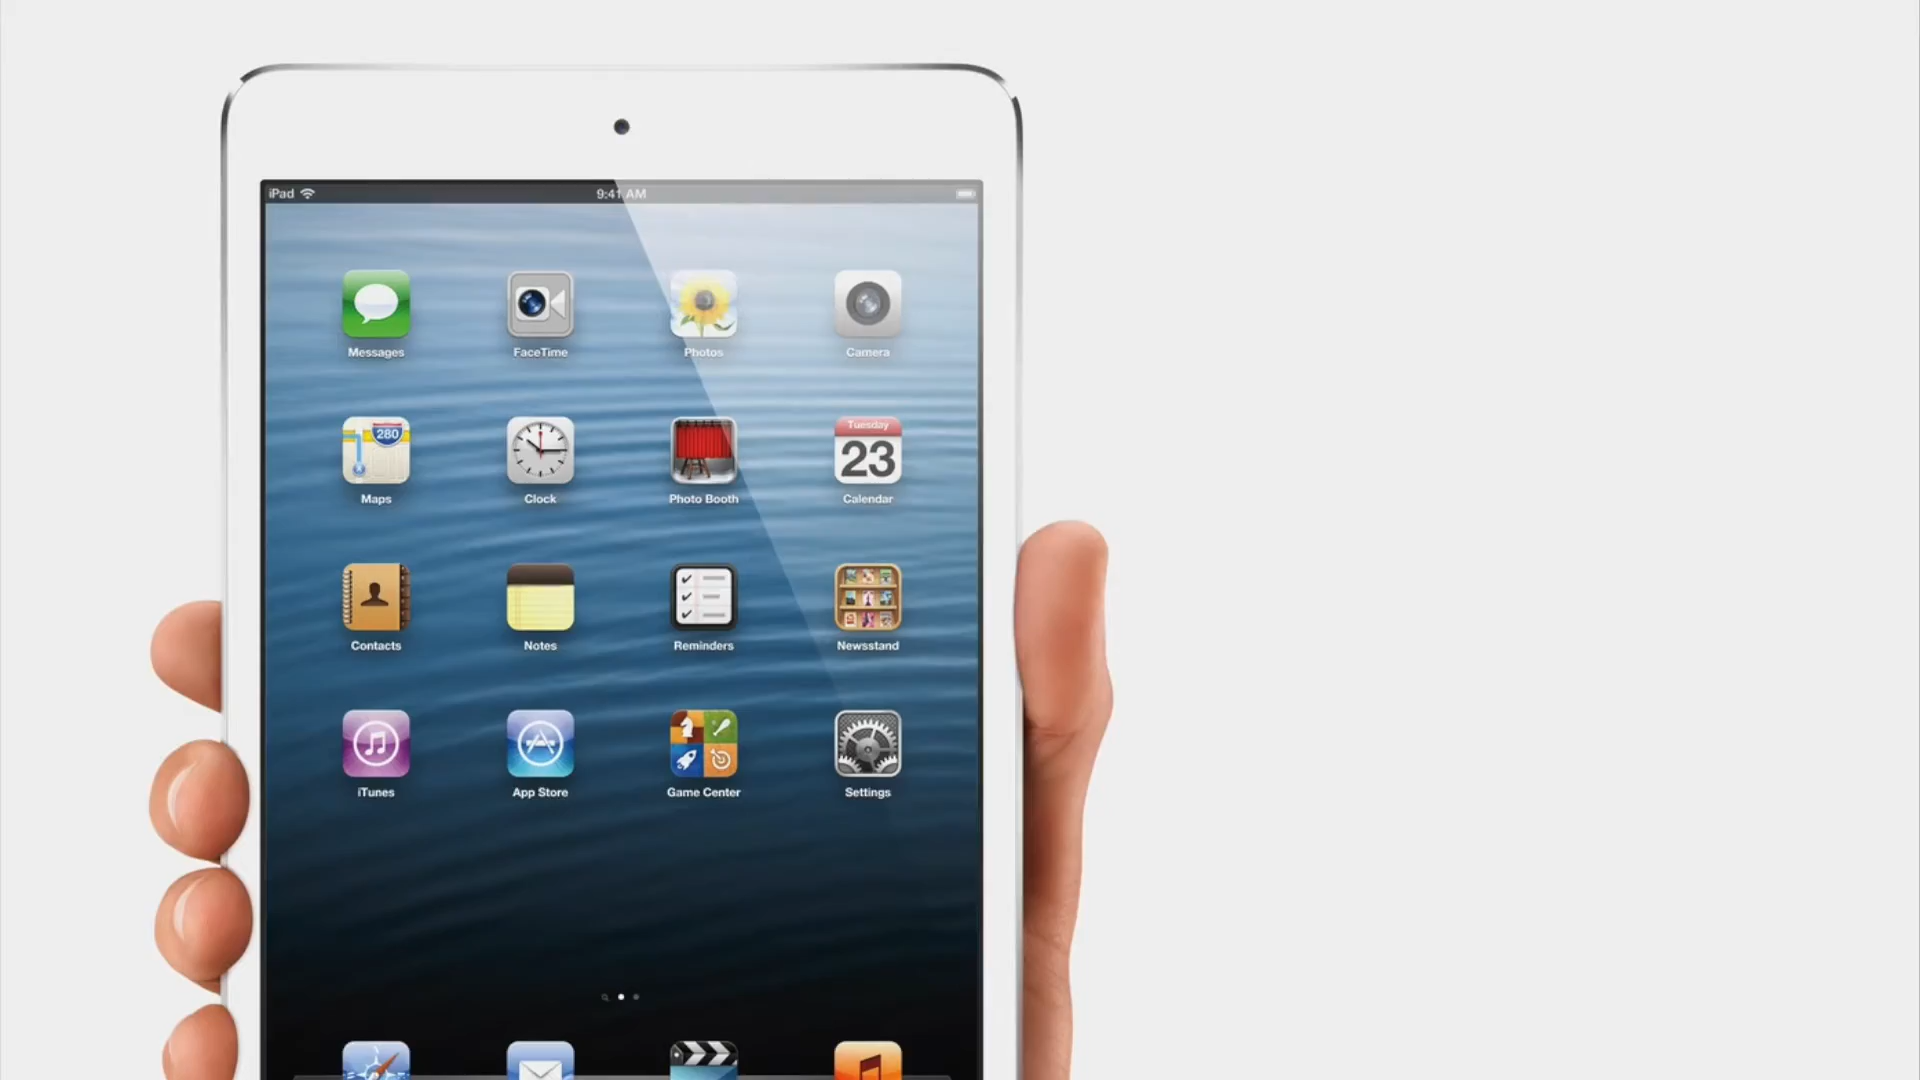 iPad 9:41 AM
Messages FaceTime Photos Camera
280 Tuesday
23
Maps Clock Photo Booth Calendar
Contacts Notes Reminders Newsstand
iTunes App Store Game Center Settings